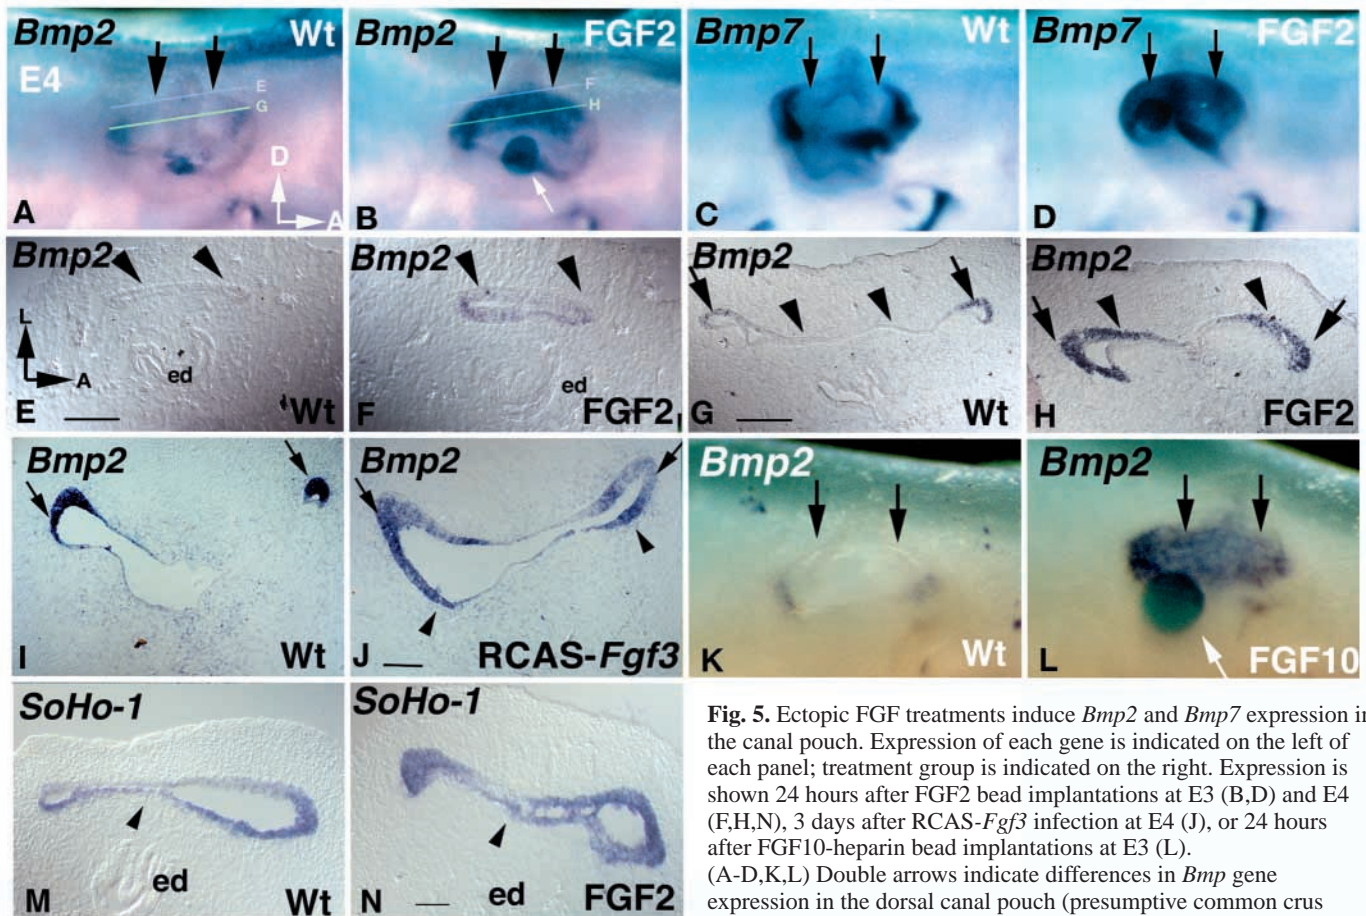 Bmp2 Wt
E4
E
G
D
A
A
Bmp2 FGF2
F
H
B
Bmp7 Wt
C
Bmp7 FGF2
D
Bmp2
L
A
ed
E Wt
Bmp2
ed
F FGF2
Bmp2
G Wt
Bmp2
H FGF2
Bmp2
I Wt
Bmp2
J RCAS-Fgf3
Bmp2
K Wt
Bmp2
L FGF10
SoHo-1
M ed Wt
SoHo-1
N ed FGF2
Fig. 5. Ectopic FGF treatments induce Bmp2 and Bmp7 expression in
the canal pouch. Expression of each gene is indicated on the left of
each panel; treatment group is indicated on the right. Expression is
shown 24 hours after FGF2 bead implantations at E3 (B,D) and E4
(F,H,N), 3 days after RCAS-Fgf3 infection at E4 (J), or 24 hours
after FGF10-heparin bead implantations at E3 (L).
(A-D,K,L) Double arrows indicate differences in Bmp gene
expression in the dorsal canal pouch (presumptive common crus